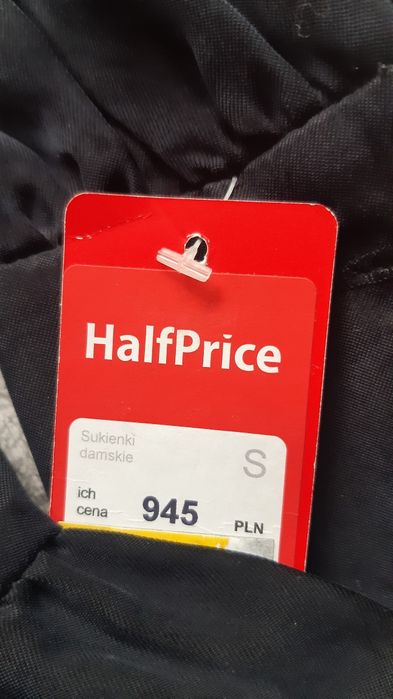 HalfPrice
Sukienki
damskie
S
ich
cena
945
PLN